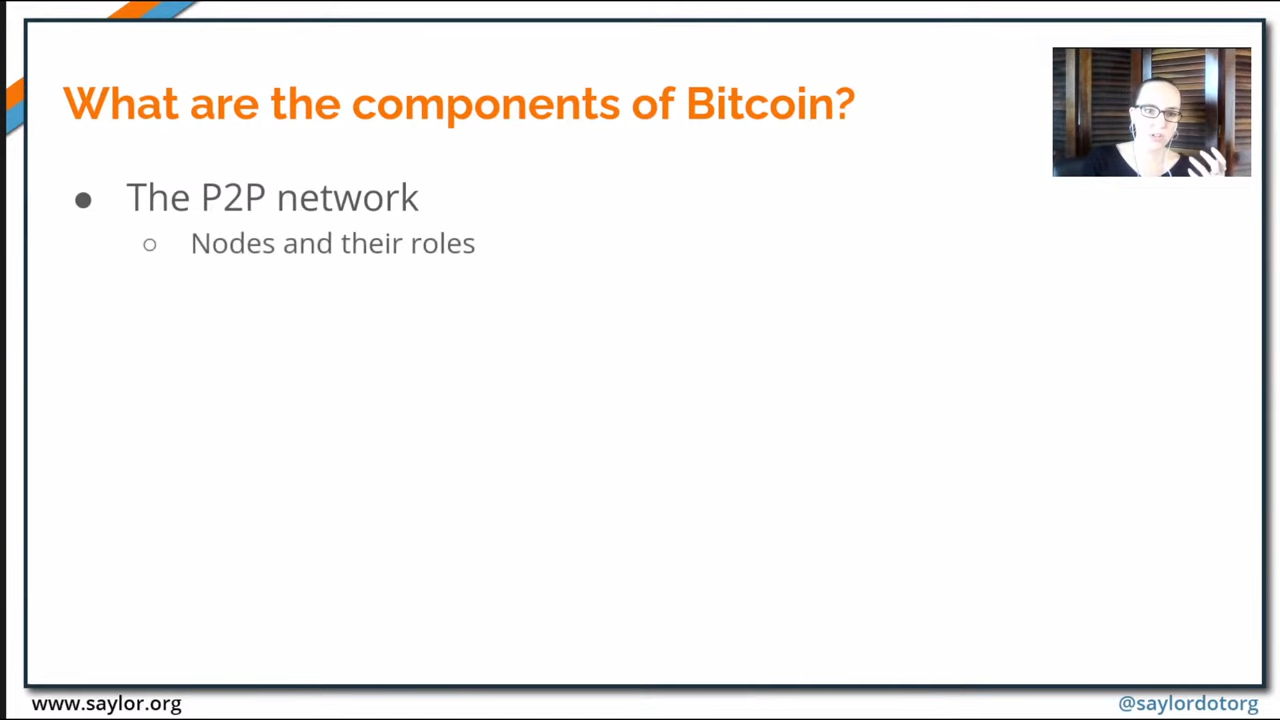 What are the components of Bitcoin?
● The P2P network
○ Nodes and their roles
www.saylor.org
@saylordotorg